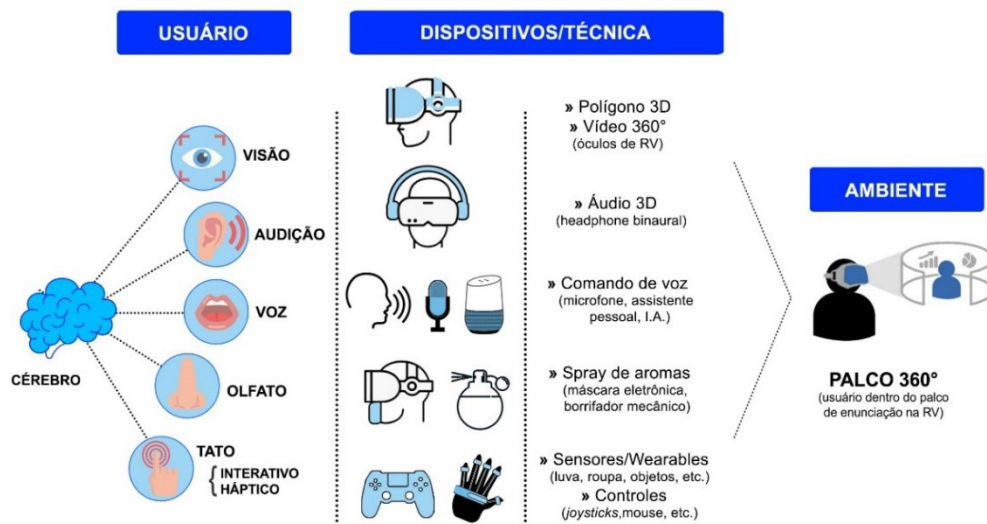 USUÁRIO
DISPOSITIVOS/TÉCNICA
AMBIENTE
VISÃO
AUDIÇÃO
VOZ
OLFATO
TATO
{ INTERATIVO
HÁPTICO
CÉREBRO
» Polígono 3D
» Vídeo 360°
(óculos de RV)
» Áudio 3D
(headphone binaural)
» Comando de voz
(microfone, assistente
pessoal, I.A.)
» Spray de aromas
(máscara eletrônica,
borrifador mecânico)
» Sensores/Wearables
(luva, roupa, objetos, etc.)
» Controles
(joysticks,mouse, etc.)
PALCO 360°
(usuário dentro do palco
de enunciação na RV)